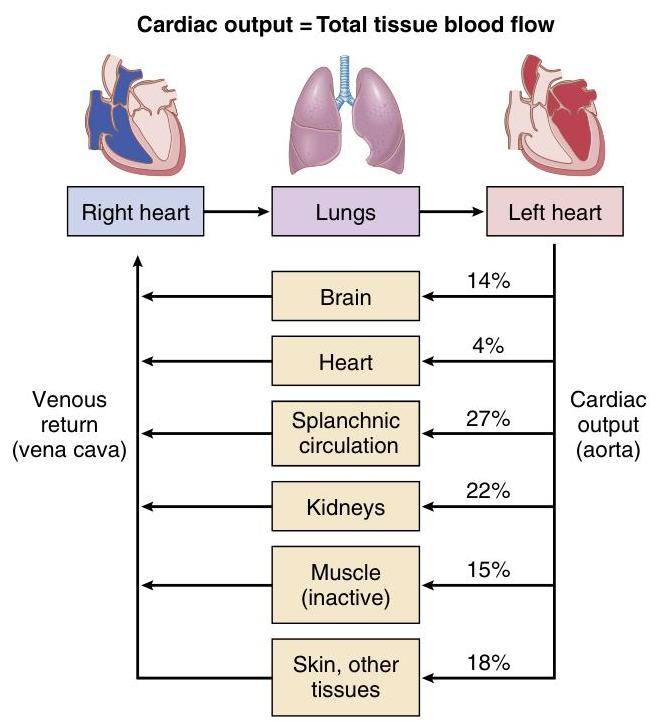 Cardiac output = Total tissue blood flow
Right heart
Lungs
Left heart
14%
Brain
4%
Heart
27%
Splanchnic
circulation
22%
Kidneys
15%
Muscle
(inactive)
18%
Skin, other
tissues
Venous
return
(vena cava)
Cardiac
output
(aorta)